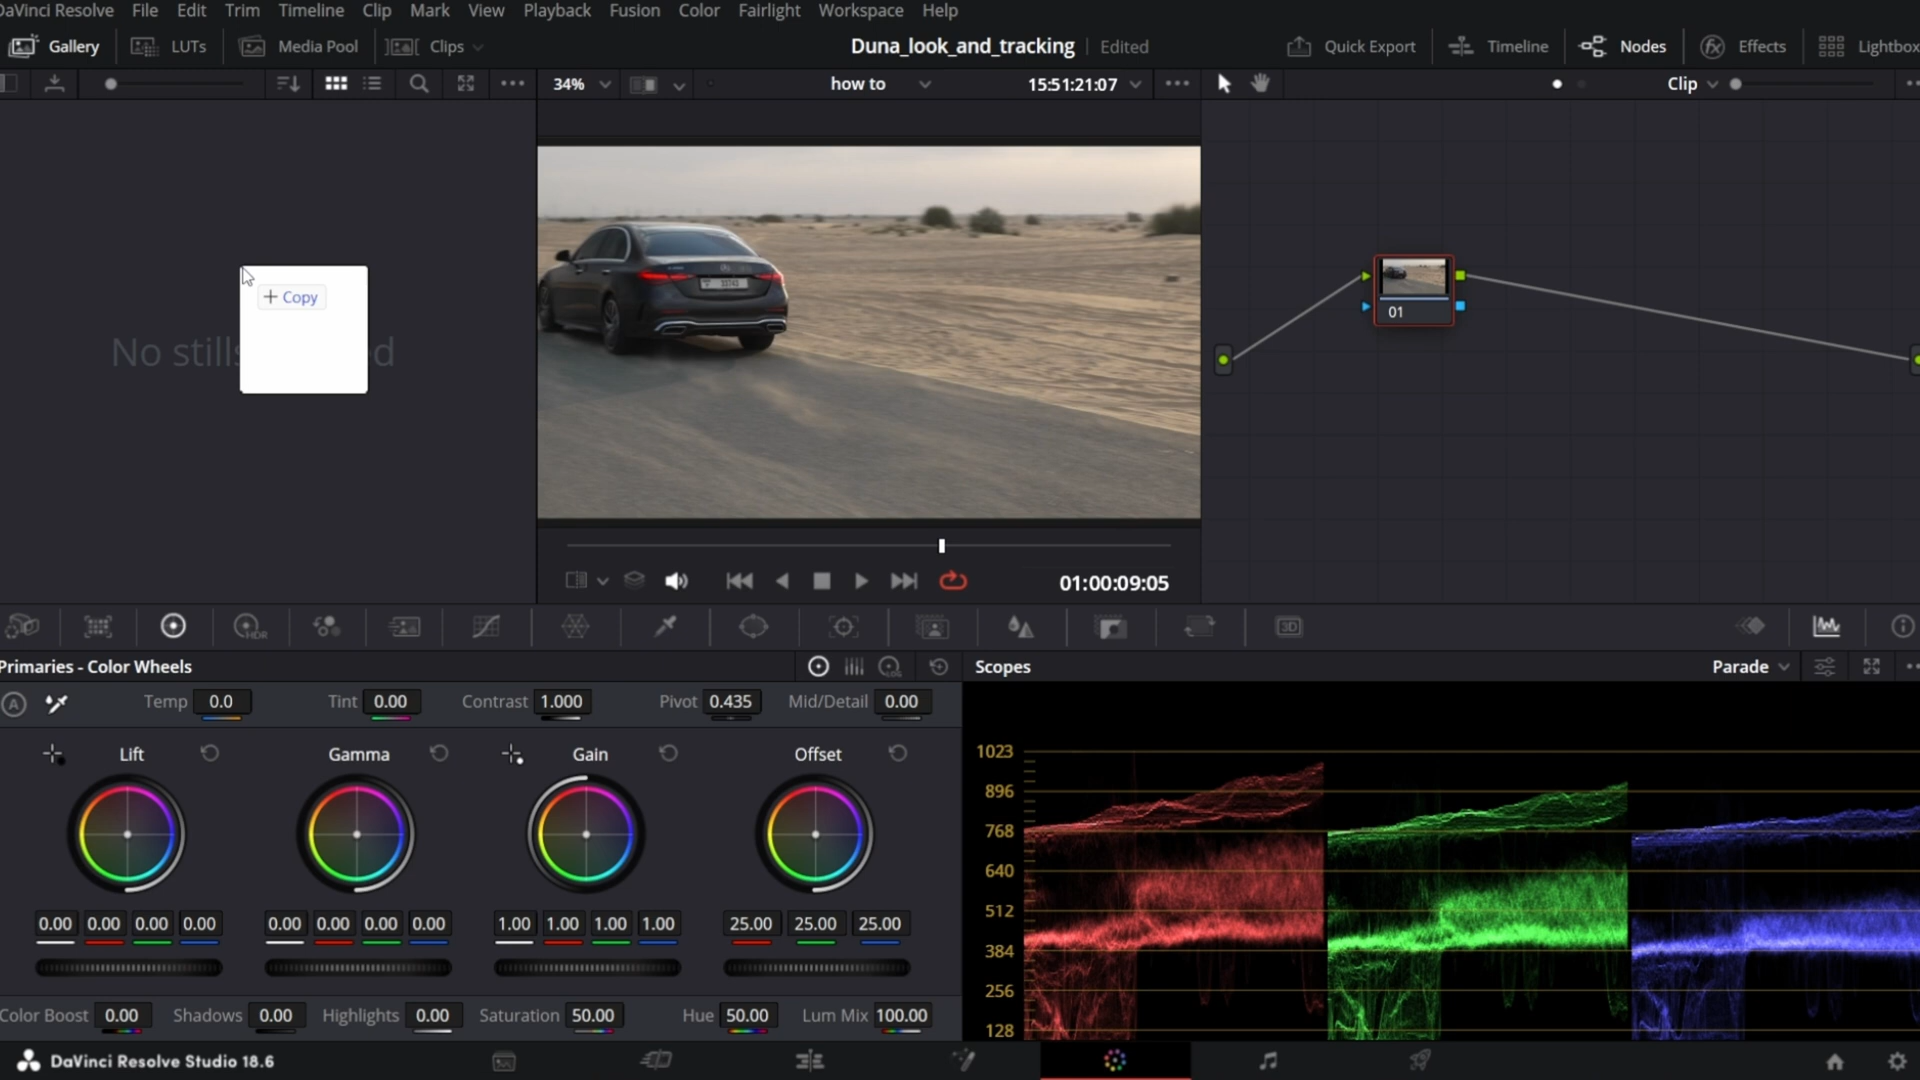 DaVinci Resolve File Edit Trim Timeline Clip Mark View Playback Fusion Color Fairlight Workspace Help
Gallery LUTs Media Pool Clips Duna_look_and_tracking Edited Quick Export Timeline Nodes Effects Lightbox
34% how to 15:51:21:07 Clip
+ Copy
No stills d
01
01:00:09:05
HDR
3D
Primaries - Color Wheels
Scopes
Parade
A Temp 0.0 Tint 0.00 Contrast 1.000 Pivot 0.435 Mid/Detail 0.00
Lift Gamma Gain Offset
0.00 0.00 0.00 0.00 0.00 0.00 0.00 0.00 1.00 1.00 1.00 1.00 25.00 25.00 25.00
Color Boost 0.00 Shadows 0.00 Highlights 0.00 Saturation 50.00 Hue 50.00 Lum Mix 100.00
1023
896
768
640
512
384
256
128
DaVinci Resolve Studio 18.6